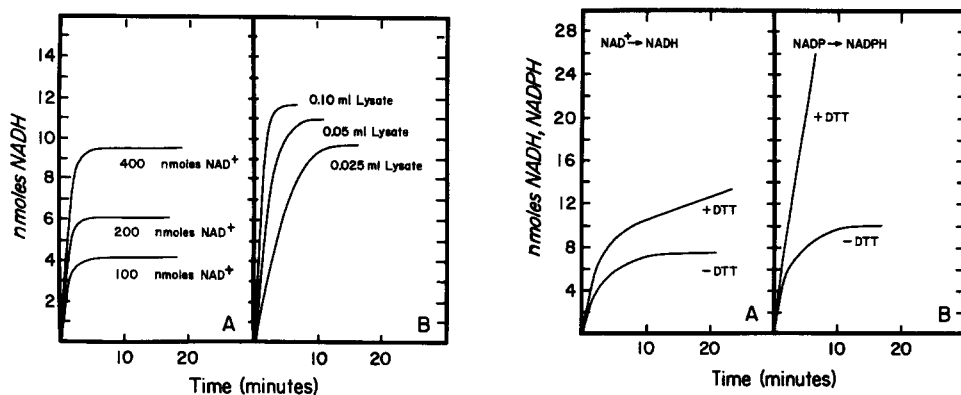 nmoles NADH
14
12
10
8
6
4
2
400 nmoles NAD+
200 nmoles NAD+
100 nmoles NAD+
A
0.10 ml Lysate
0.05 ml Lysate
0.025 ml Lysate
B
10 20 10 20 30
Time (minutes)
nmoles NADH, NADPH
28
26
24
20
16
12
8
4
NAD+→NADH
+DTT
−DTT
A
NADP→NADPH
+DTT
−DTT
B
10 20 10 20 30
Time (minutes)